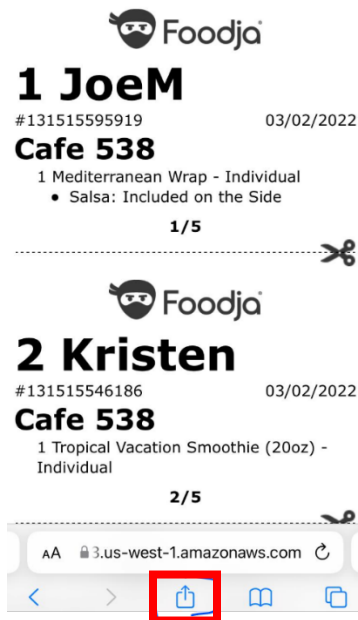 Foodja
1 JoeM
#131515595919 03/02/2022
Cafe 538
1 Mediterranean Wrap - Individual
• Salsa: Included on the Side
1/5
Foodja
2 Kristen
#131515546186 03/02/2022
Cafe 538
1 Tropical Vacation Smoothie (20oz) -
Individual
2/5
AA 3.us-west-1.amazonaws.com